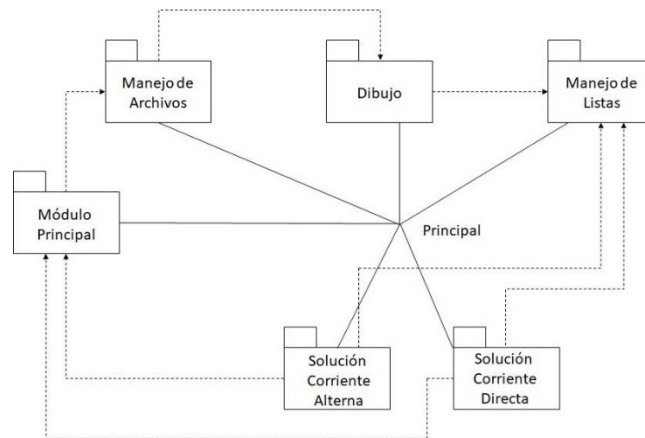 Manejo de
Archivos
Dibujo
Manejo de
Listas
Módulo
Principal
Principal
Solución
Corriente
Alterna
Solución
Corriente
Directa